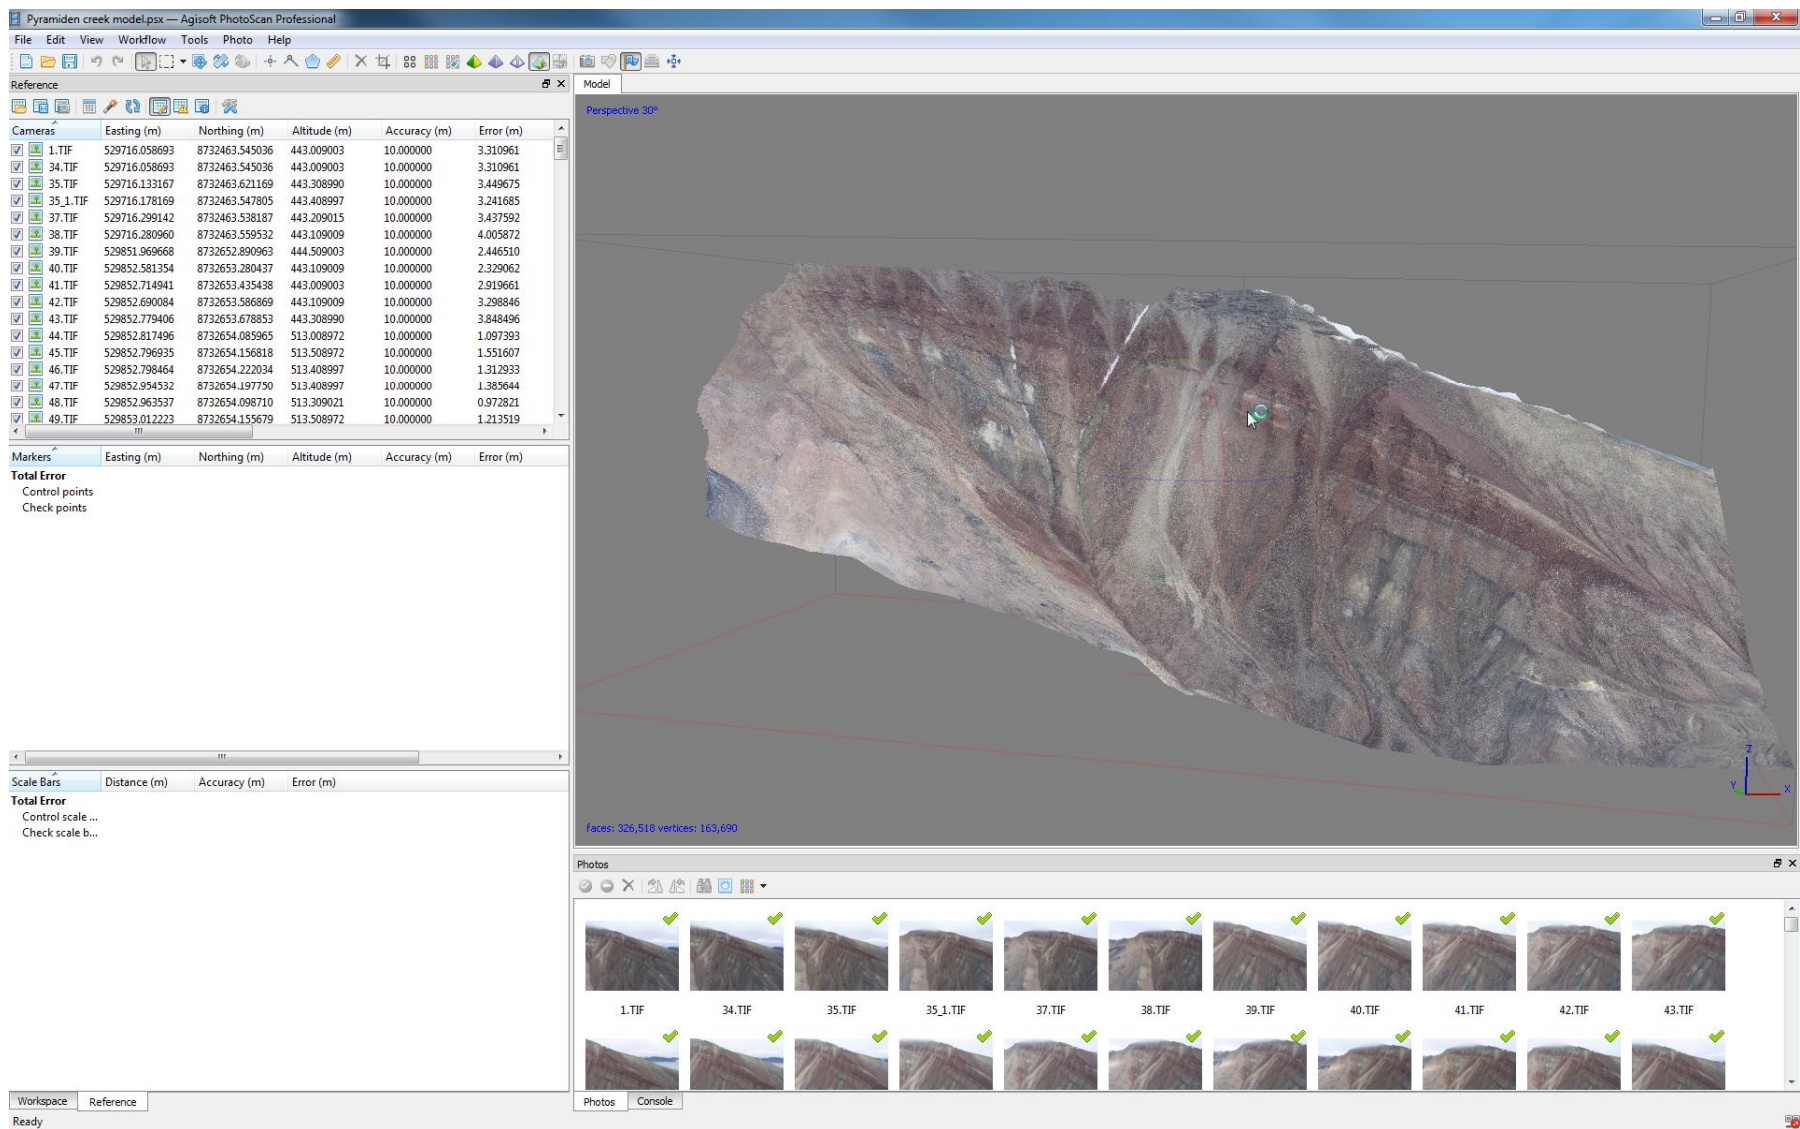 Pyramiden creek model.psx — Agisoft PhotoScan Professional
File Edit View Workflow Tools Photo Help
Reference
Cameras Easting (m) Northing (m) Altitude (m) Accuracy (m) Error (m)
1.TIF 529716.058693 8732463.545036 443.009003 10.000000 3.310961
34.TIF 529716.058693 8732463.545036 443.009003 10.000000 3.310961
35.TIF 529716.133167 8732463.621169 443.308990 10.000000 3.449675
35_1.TIF 529716.178169 8732463.547805 443.408997 10.000000 3.241685
37.TIF 529716.299142 8732463.538187 443.209015 10.000000 3.437592
38.TIF 529716.280960 8732463.559532 443.109009 10.000000 4.005872
39.TIF 529851.969668 8732652.890963 444.509003 10.000000 2.446510
40.TIF 529852.581354 8732653.280437 443.109009 10.000000 2.329062
41.TIF 529852.714941 8732653.435438 443.009003 10.000000 2.919661
42.TIF 529852.690084 8732653.586869 443.109009 10.000000 3.298846
43.TIF 529852.779406 8732653.678853 443.308990 10.000000 3.848496
44.TIF 529852.817496 8732654.085965 513.008972 10.000000 1.097393
45.TIF 529852.796935 8732654.156818 513.508972 10.000000 1.551607
46.TIF 529852.798464 8732654.222034 513.408997 10.000000 1.312933
47.TIF 529852.954532 8732654.197750 513.408997 10.000000 1.385644
48.TIF 529852.963537 8732654.098710 513.309021 10.000000 0.972821
49.TIF 529853.012223 8732654.155679 513.508972 10.000000 1.213519
Markers Easting (m) Northing (m) Altitude (m) Accuracy (m) Error (m)
Total Error
Control points
Check points
Scale Bars Distance (m) Accuracy (m) Error (m)
Total Error
Control scale ...
Check scale b...
Workspace Reference
Ready
Model
Perspective 30°
Z
Y X
faces: 326,518 vertices: 163,690
Photos
1.TIF 34.TIF 35.TIF 35_1.TIF 37.TIF 38.TIF 39.TIF 40.TIF 41.TIF 42.TIF 43.TIF
Photos Console